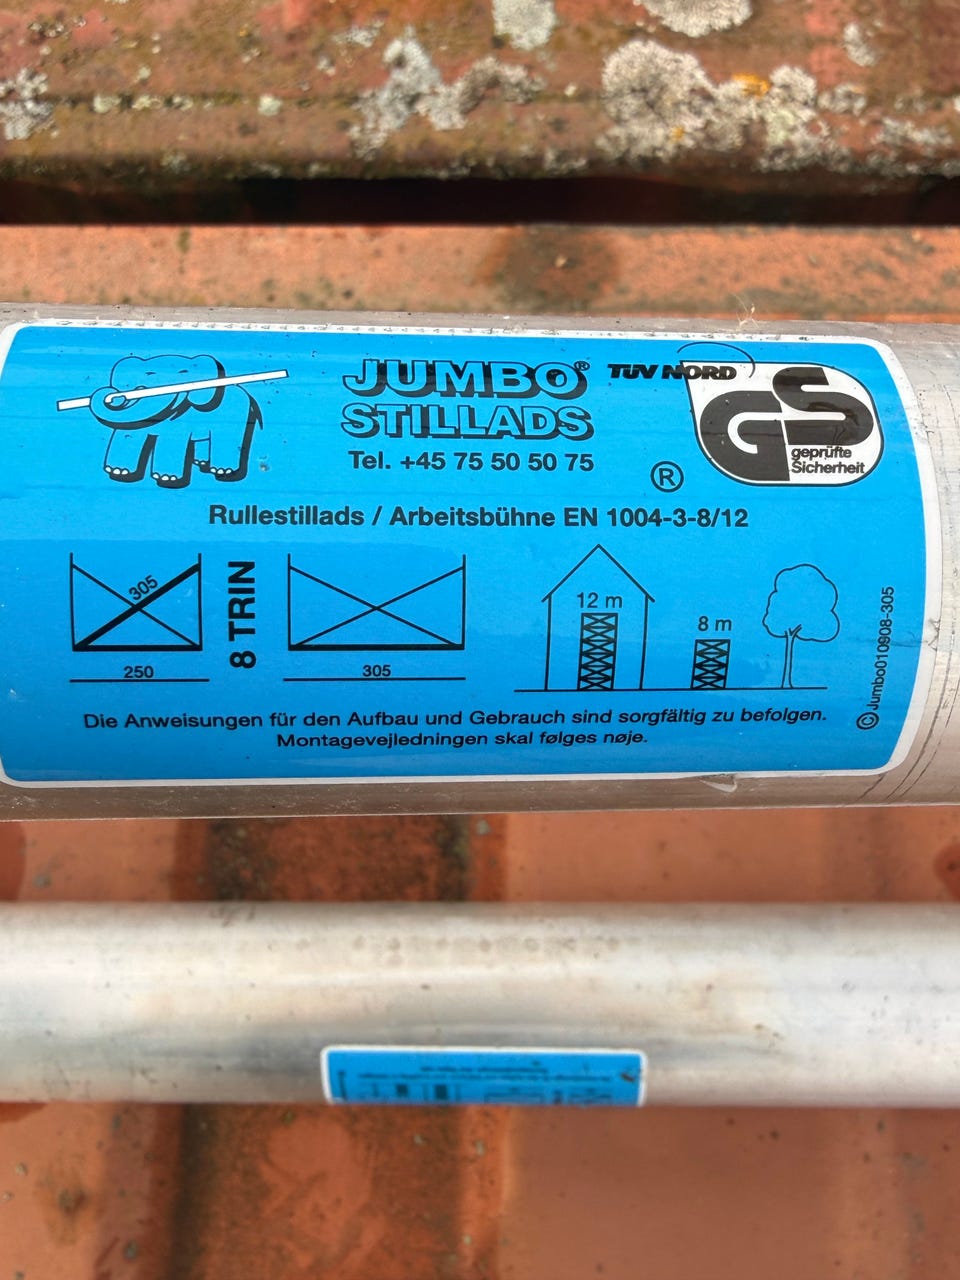 JUMBO®
STILLADS
Tel. +45 75 50 50 75
TÜV NORD
GS
geprüfte
Sicherheit
®
Rullestillads / Arbeitsbühne EN 1004-3-8/12
305
250
8 TRIN
305
12 m
8 m
©Jumbo010908-305
Die Anweisungen für den Aufbau und Gebrauch sind sorgfältig zu befolgen.
Montagevejledningen skal følges nøje.